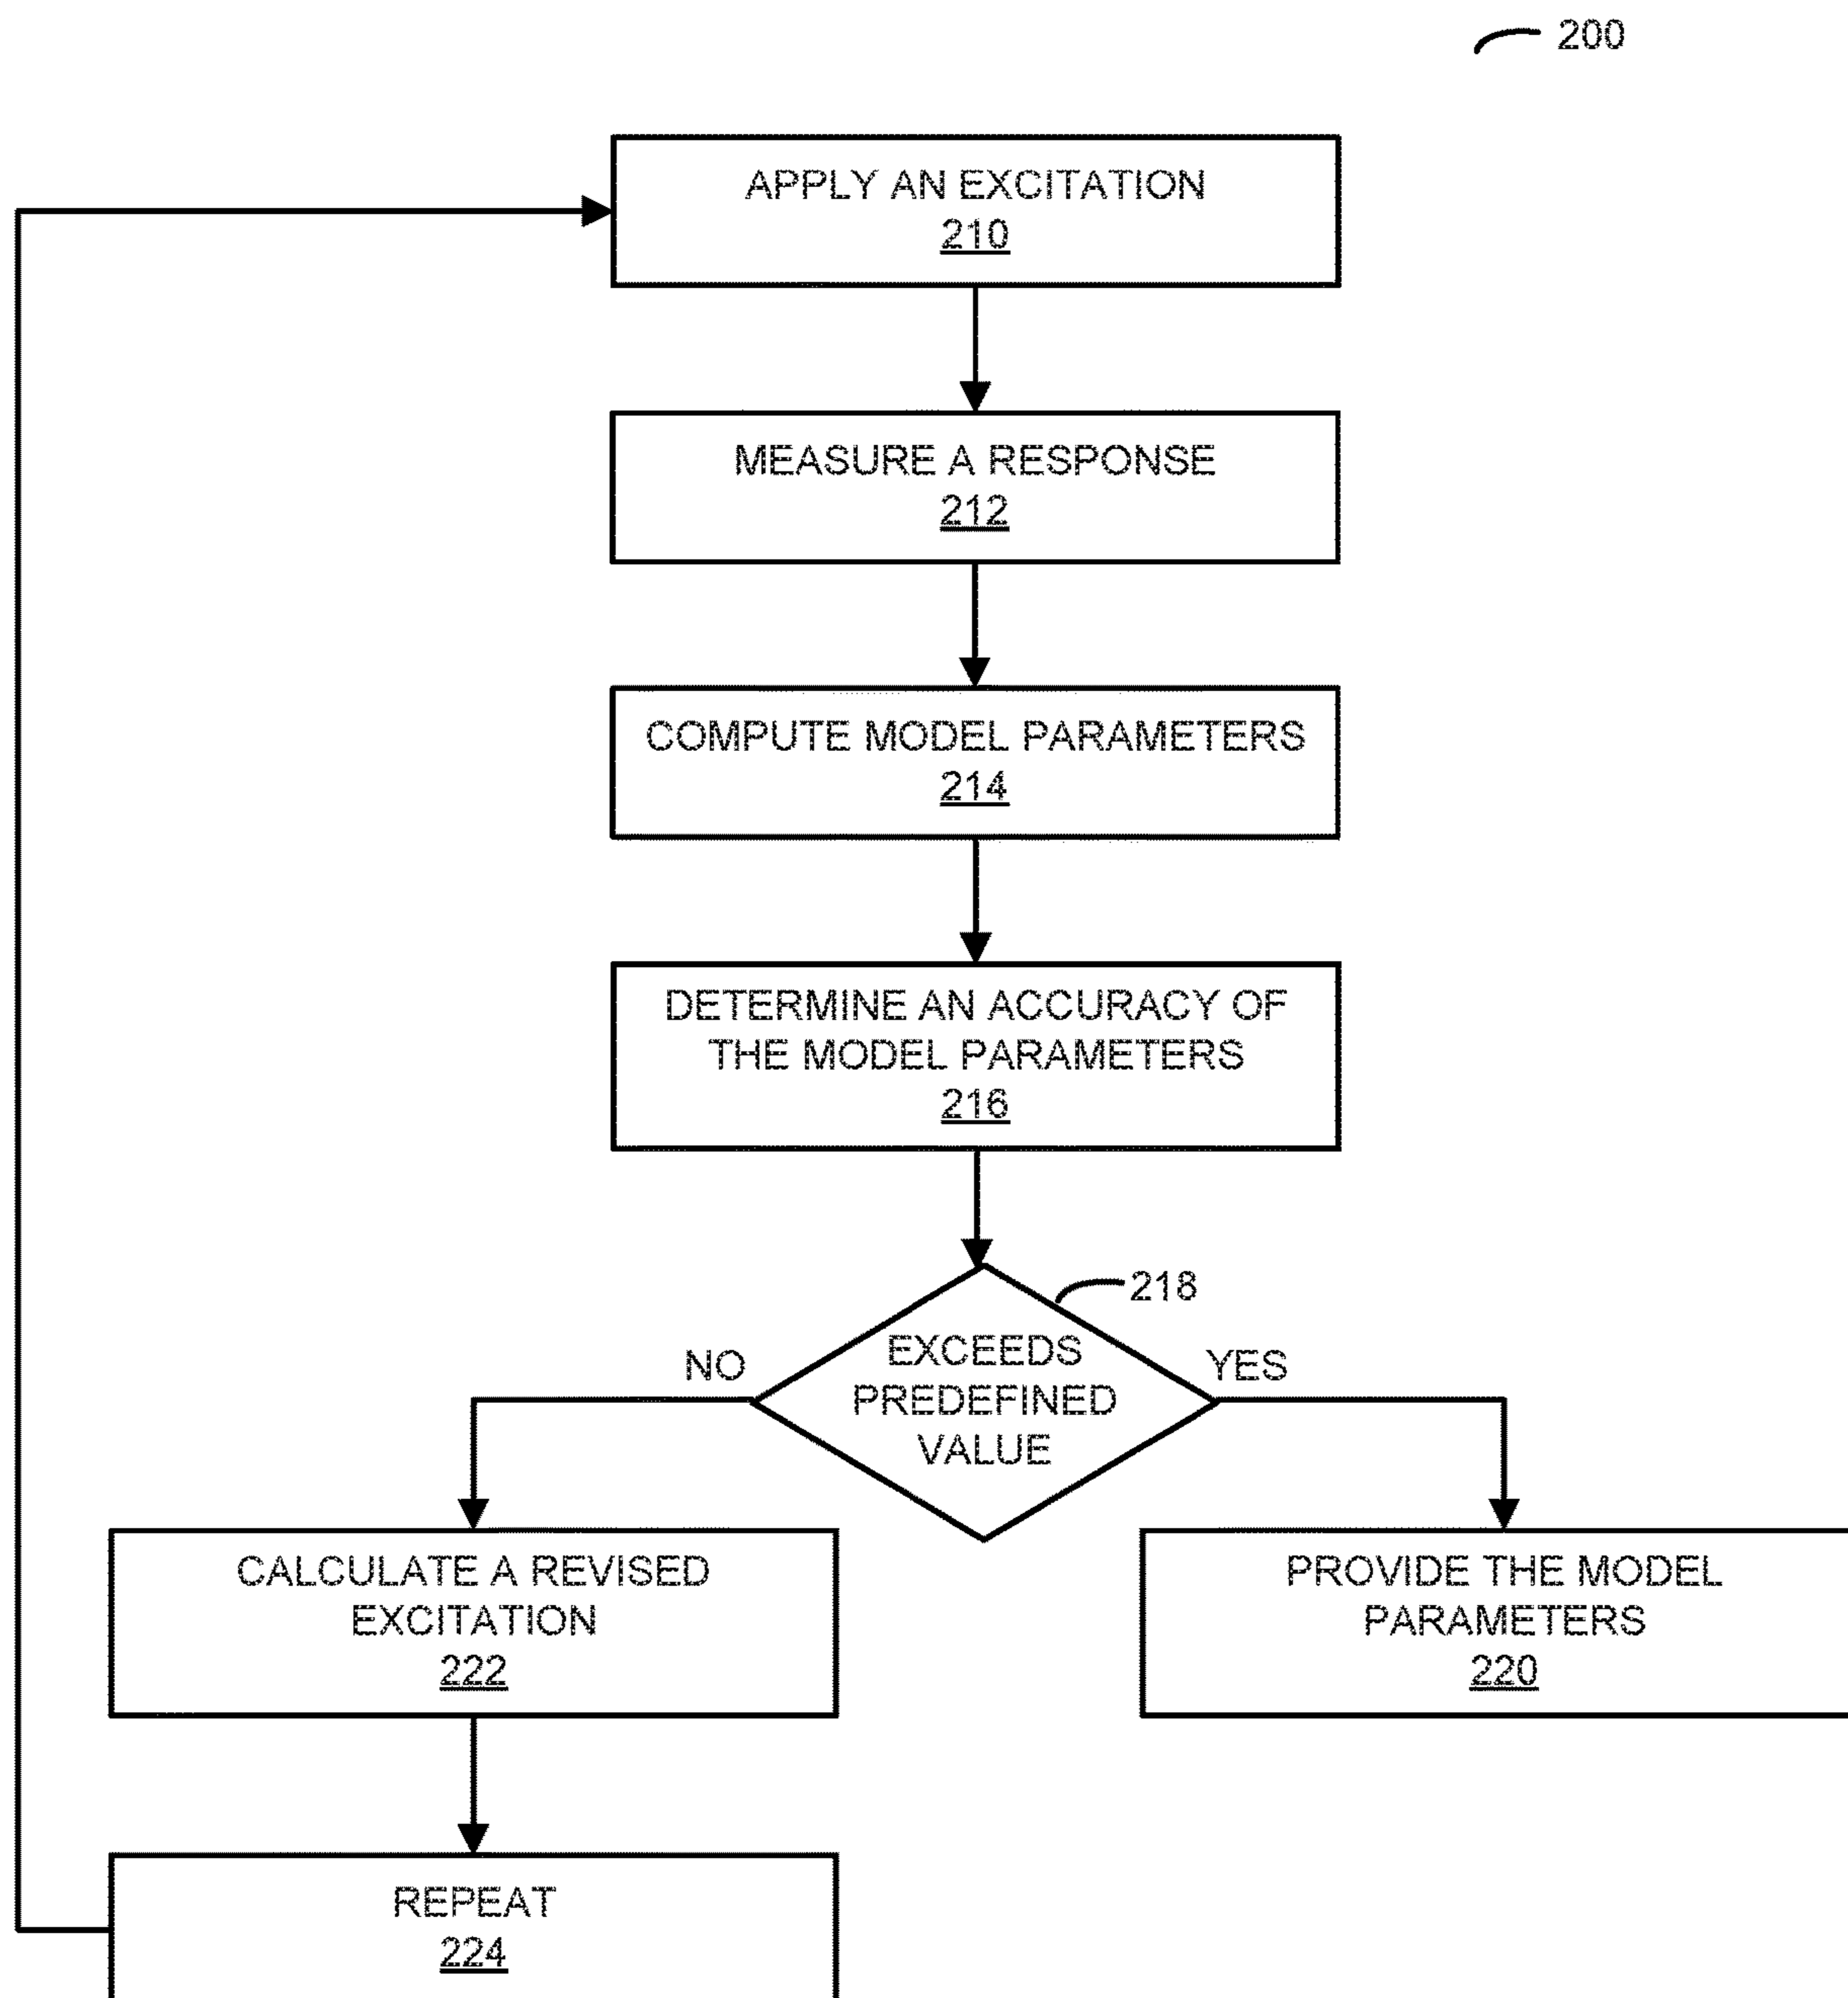 200
APPLY AN EXCITATION
210
MEASURE A RESPONSE
212
COMPUTE MODEL PARAMETERS
214
DETERMINE AN ACCURACY OF
THE MODEL PARAMETERS
216
218
EXCEEDS
PREDEFINED
VALUE
NO
YES
CALCULATE A REVISED
EXCITATION
222
PROVIDE THE MODEL
PARAMETERS
220
REPEAT
224